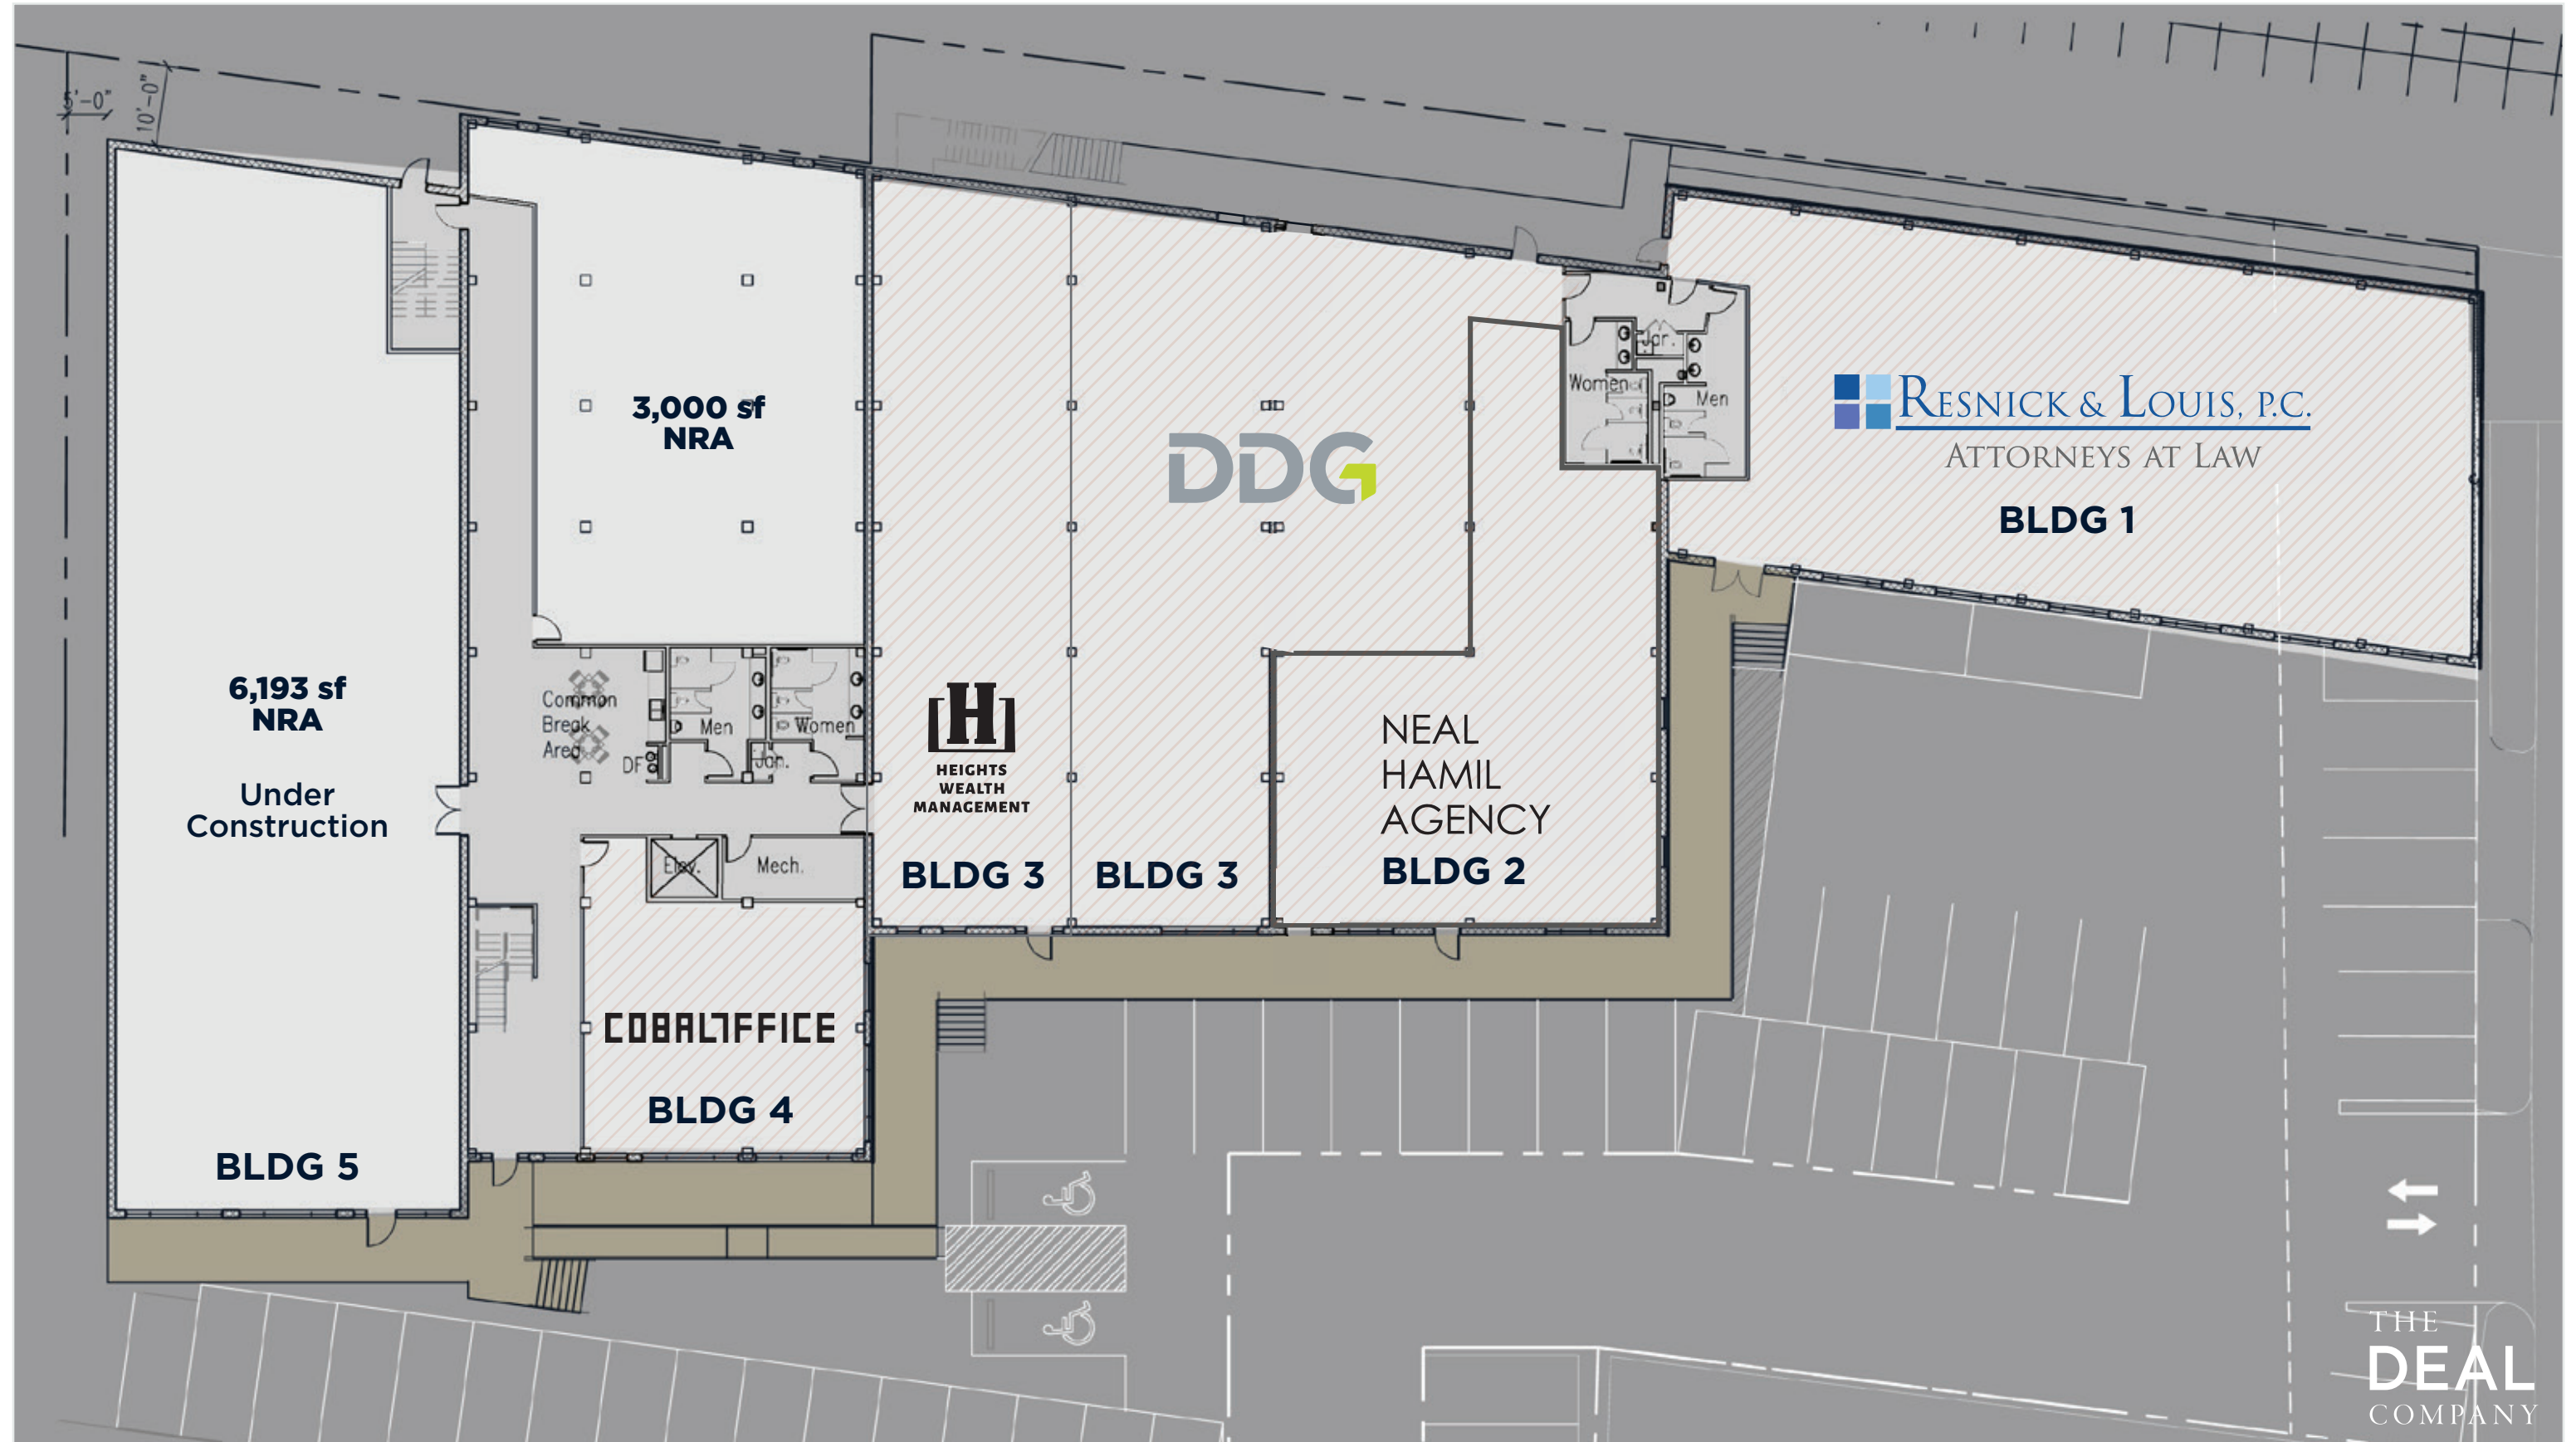 5'-0"
10'-0"
3,000 sf
NRA
6,193 sf
NRA
Under
Construction
BLDG 5
Common
Break
Area
DF
Men
Jan.
Women
Elev.
Mech.
COBALTFFICE
BLDG 4
H
HEIGHTS
WEALTH
MANAGEMENT
BLDG 3
DDG
BLDG 3
NEAL
HAMIL
AGENCY
BLDG 2
Women
Jan.
Men
RESNICK & LOUIS, P.C.
ATTORNEYS AT LAW
BLDG 1
THE
DEAL
COMPANY